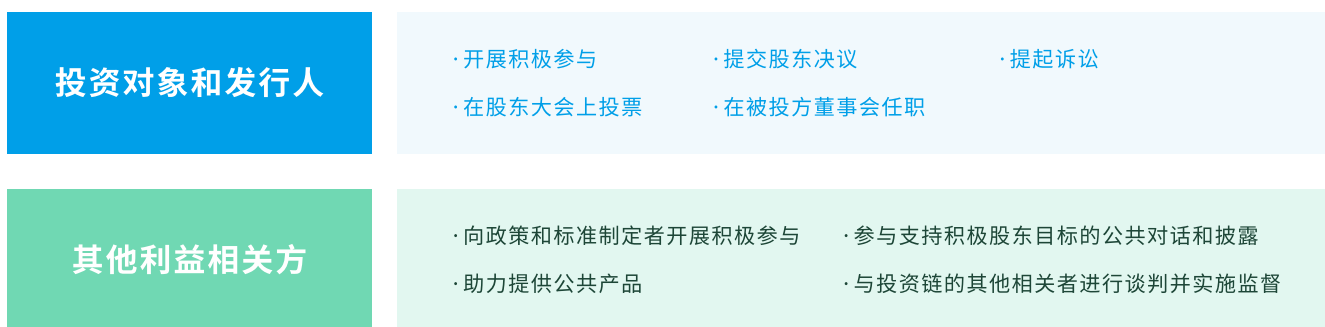 投资对象和发行人
·开展积极参与 ·提交股东决议 ·提起诉讼
·在股东大会上投票 ·在被投方董事会任职
其他利益相关方
·向政策和标准制定者开展积极参与 ·参与支持积极股东目标的公共对话和披露
·助力提供公共产品 ·与投资链的其他相关者进行谈判并实施监督